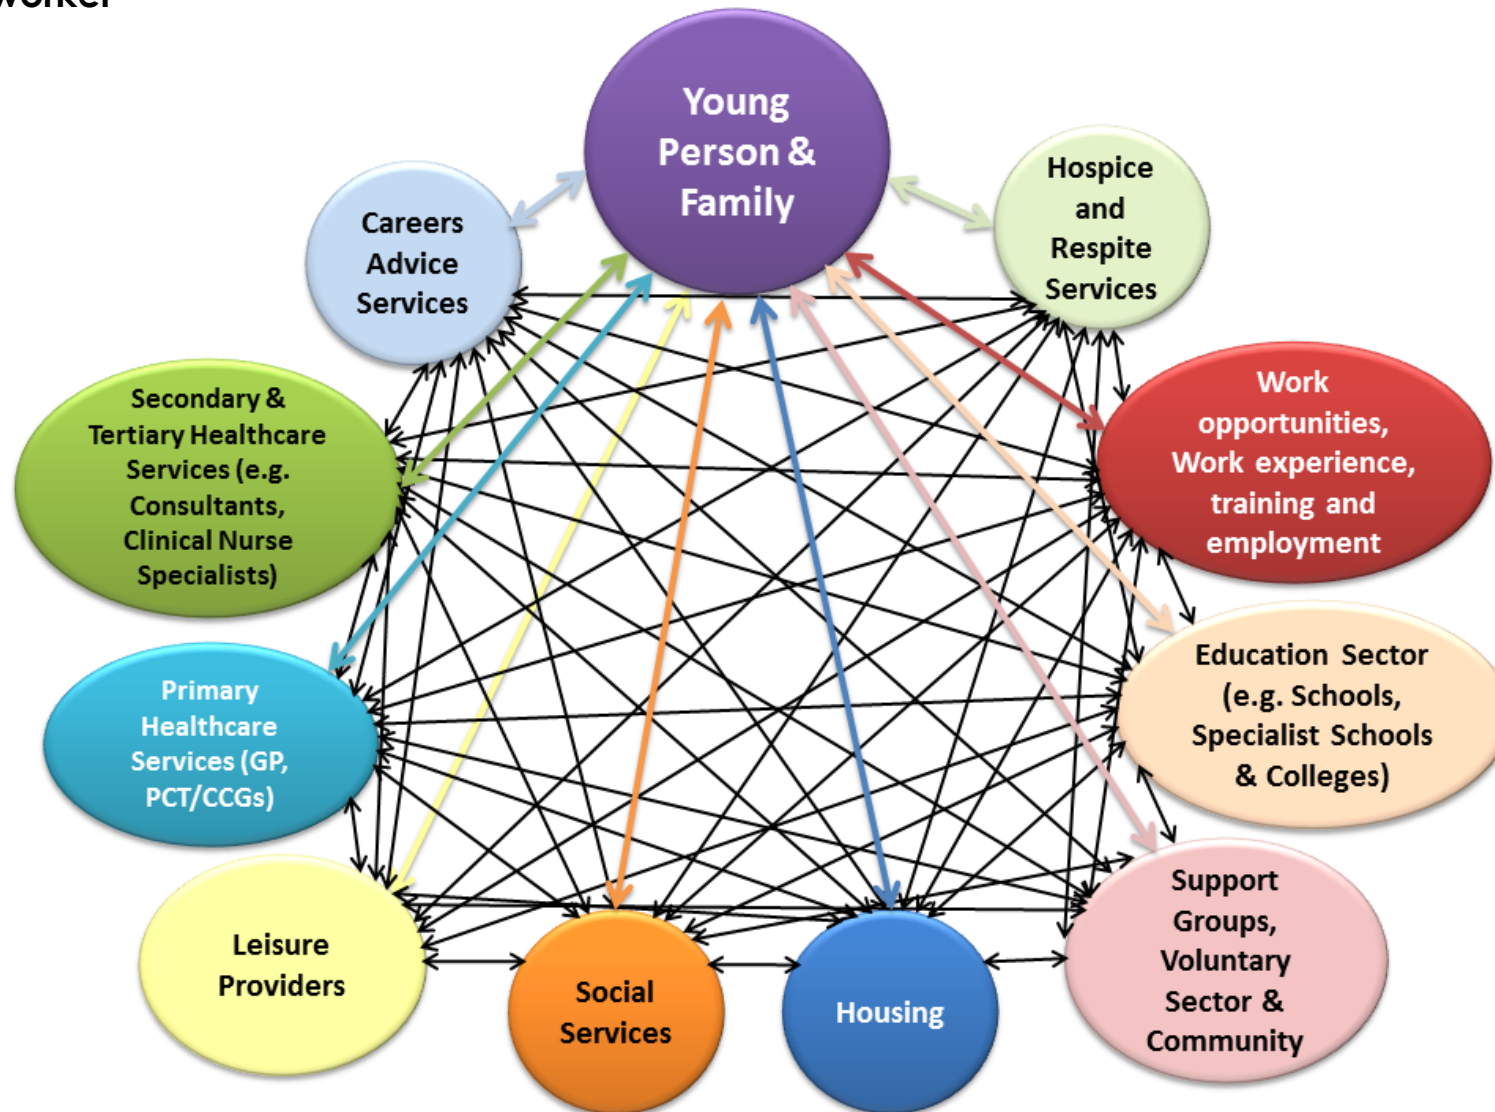 worker
Young
Person &
Family
Careers
Advice
Services
Hospice
and
Respite
Services
Secondary &
Tertiary Healthcare
Services (e.g.
Consultants,
Clinical Nurse
Specialists)
Work
opportunities,
Work experience,
training and
employment
Primary
Healthcare
Services (GP,
PCT/CCGs)
Education Sector
(e.g. Schools,
Specialist Schools
& Colleges)
Leisure
Providers
Social
Services
Housing
Support
Groups,
Voluntary
Sector &
Community